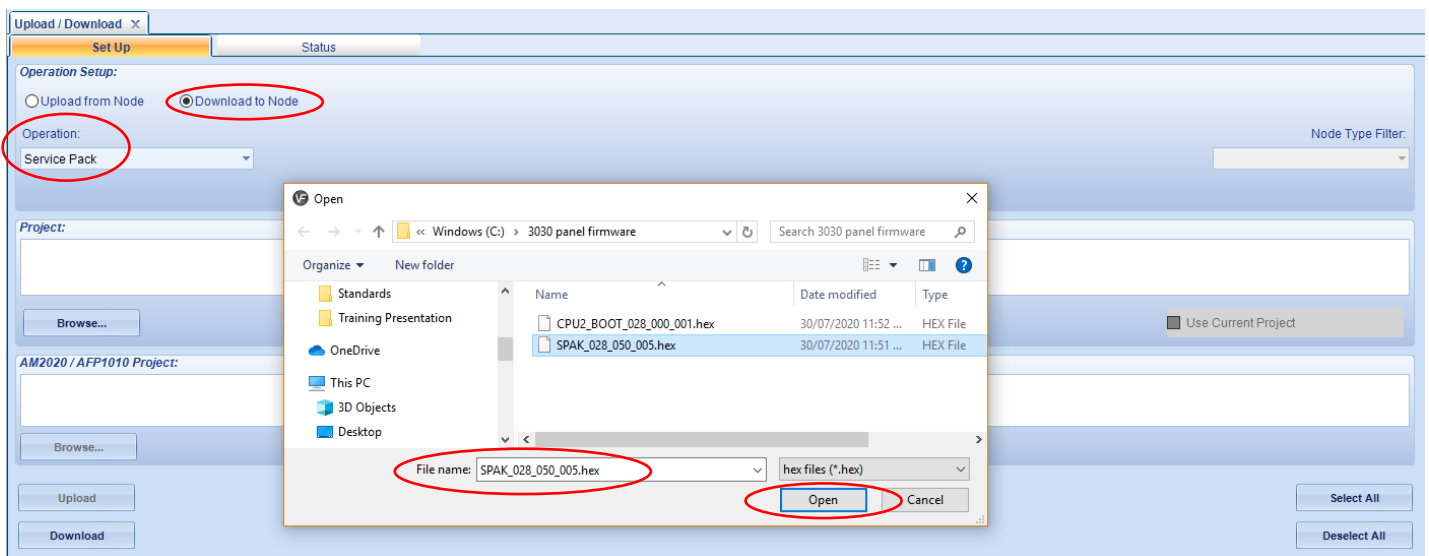 Upload / Download x
Set Up Status
Operation Setup:
Upload from Node Download to Node
Operation: Node Type Filter:
Service Pack
Open
« Windows (C:) › 3030 panel firmware Search 3030 panel firmware
Organize New folder
Project:
Standards Name Date modified Type
Training Presentation CPU2_BOOT_028_000_001.hex 30/07/2020 11:52 ... HEX File
Browse... Use Current Project
OneDrive SPAK_028_050_005.hex 30/07/2020 11:51 ... HEX File
AM2020 / AFP1010 Project:
This PC
3D Objects
Desktop
Browse...
File name: SPAK_028_050_005.hex hex files (*.hex)
Upload Open Cancel Select All
Download Deselect All